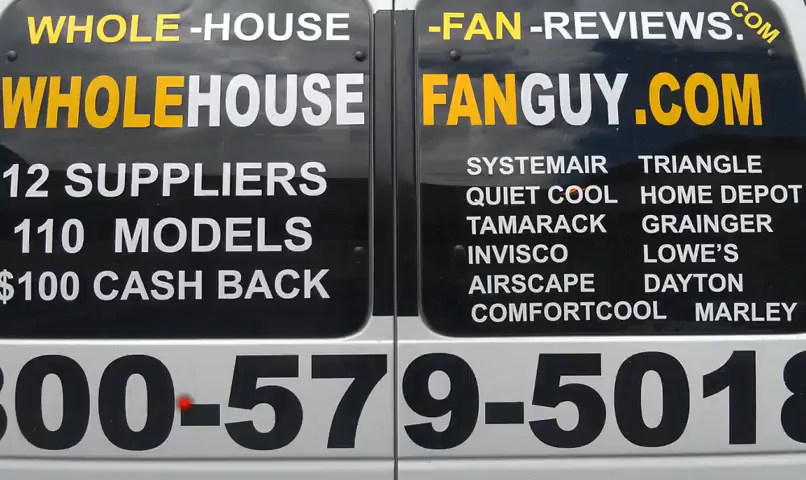 WHOLE -HOUSE -FAN -REVIEWS.COM
WHOLEHOUSE FANGUY.COM
12 SUPPLIERS
110 MODELS
$100 CASH BACK
SYSTEMAIR TRIANGLE
QUIET COOL HOME DEPOT
TAMARACK GRAINGER
INVISCO LOWE'S
AIRSCAPE DAYTON
COMFORTCOOL MARLEY
800-579-5018